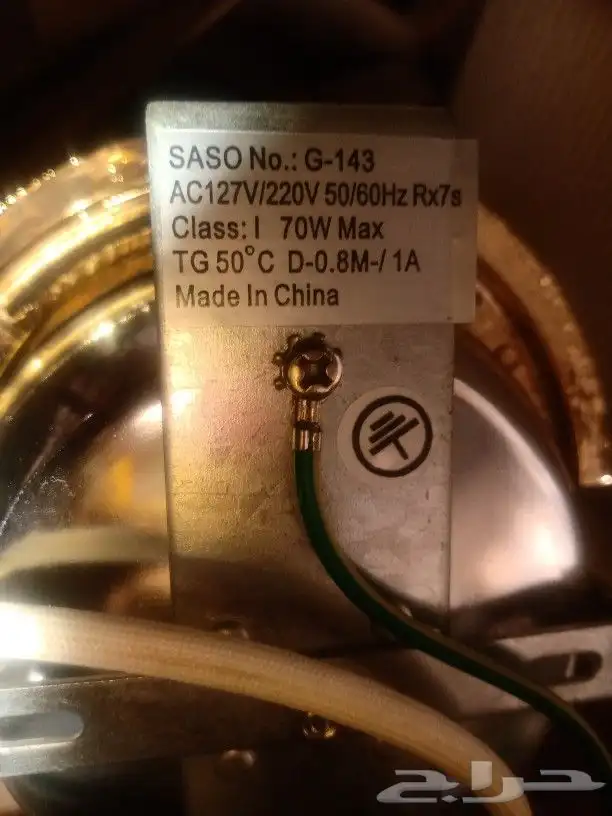 SASO No.: G-143
AC127V/220V 50/60Hz Rx7s
Class: I 70W Max
TG 50°C D-0.8M-/ 1A
Made In China
حراج